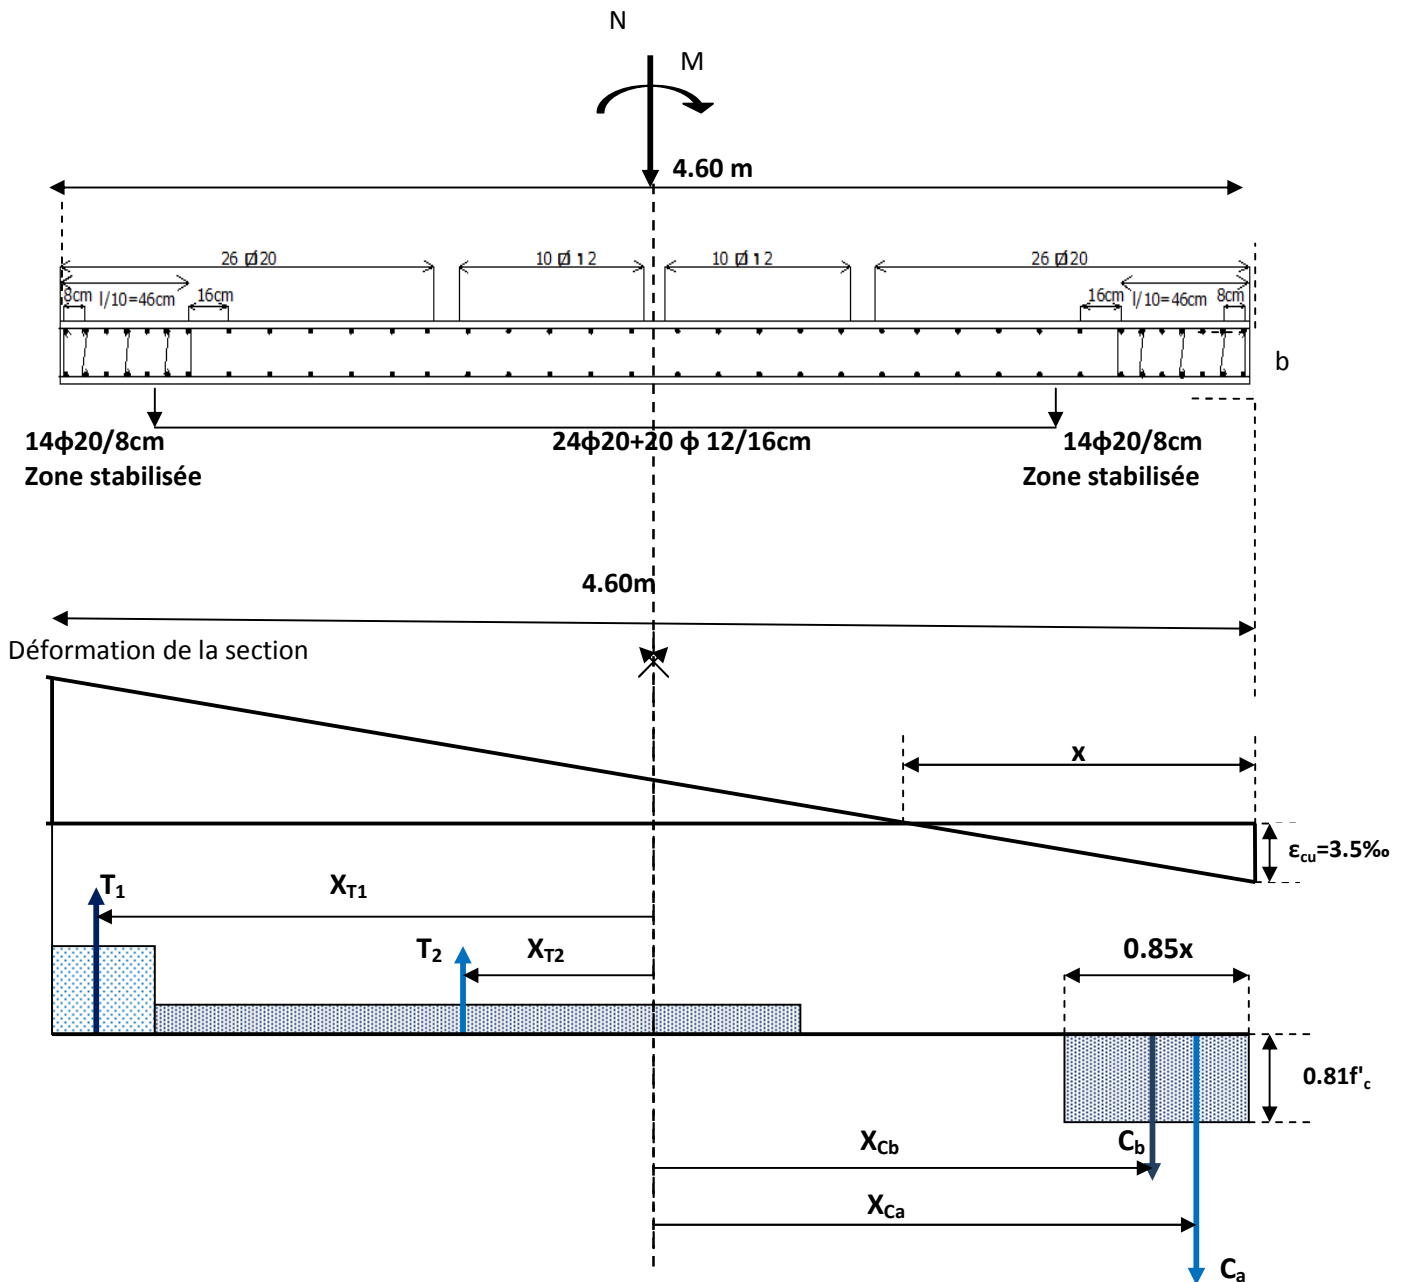 N
M
4.60 m
26 Ø20
10 Ø12
10 Ø12
26 Ø20
8cm
l/10=46cm
16cm
16cm
l/10=46cm
8cm
b
14ϕ20/8cm
Zone stabilisée
24ϕ20+20 ϕ 12/16cm
14ϕ20/8cm
Zone stabilisée
4.60m
Déformation de la section
x
εcu=3.5‰
T1
XT1
T2
XT2
0.85x
0.81f'c
XCb
Cb
XCa
Ca